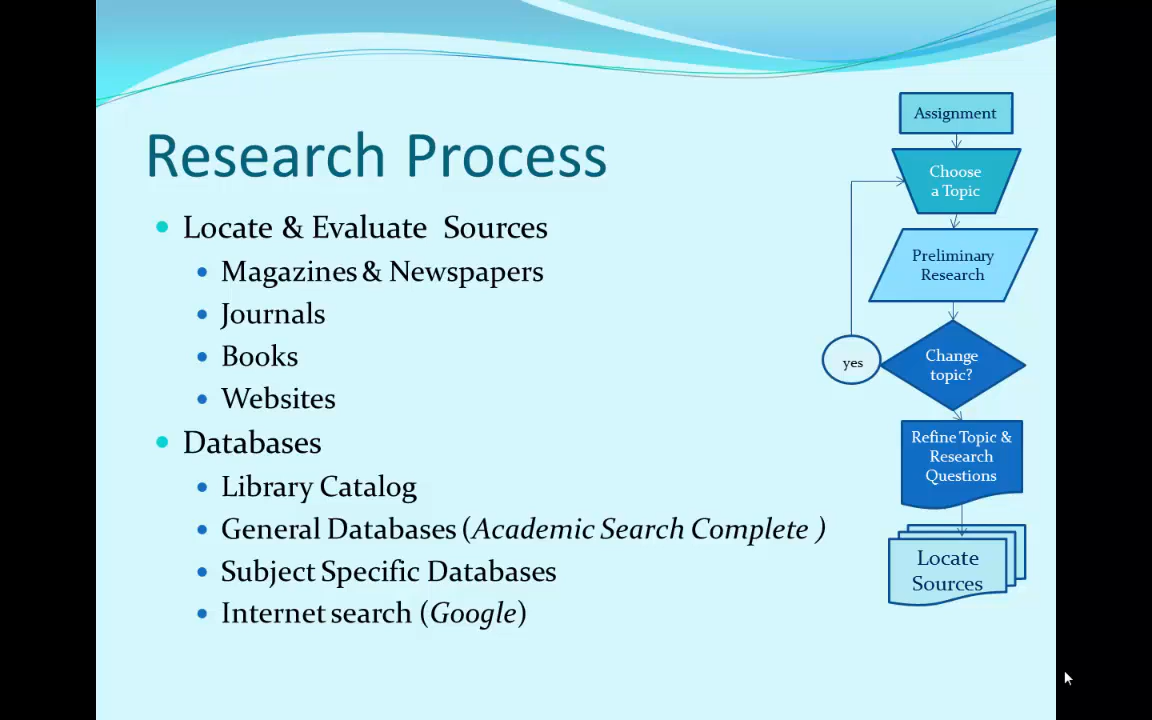 Research Process
Locate & Evaluate Sources
Magazines & Newspapers
Journals
Books
Websites
Databases
Library Catalog
General Databases (Academic Search Complete )
Subject Specific Databases
Internet search (Google)
Assignment
Choose
a Topic
Preliminary
Research
Change
topic?
yes
Refine Topic &
Research
Questions
Locate
Sources